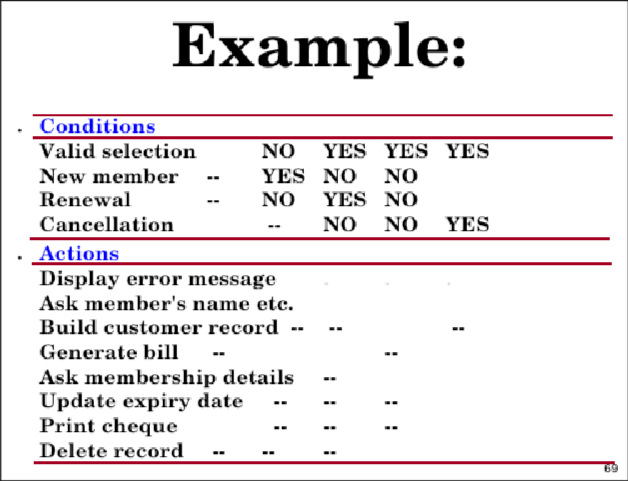 Example:
. Conditions
Valid selection NO YES YES YES
New member -- YES NO NO
Renewal -- NO YES NO
Cancellation -- NO NO YES
. Actions
Display error message . . .
Ask member's name etc.
Build customer record -- -- --
Generate bill -- --
Ask membership details --
Update expiry date -- -- --
Print cheque -- -- --
Delete record -- -- --
69